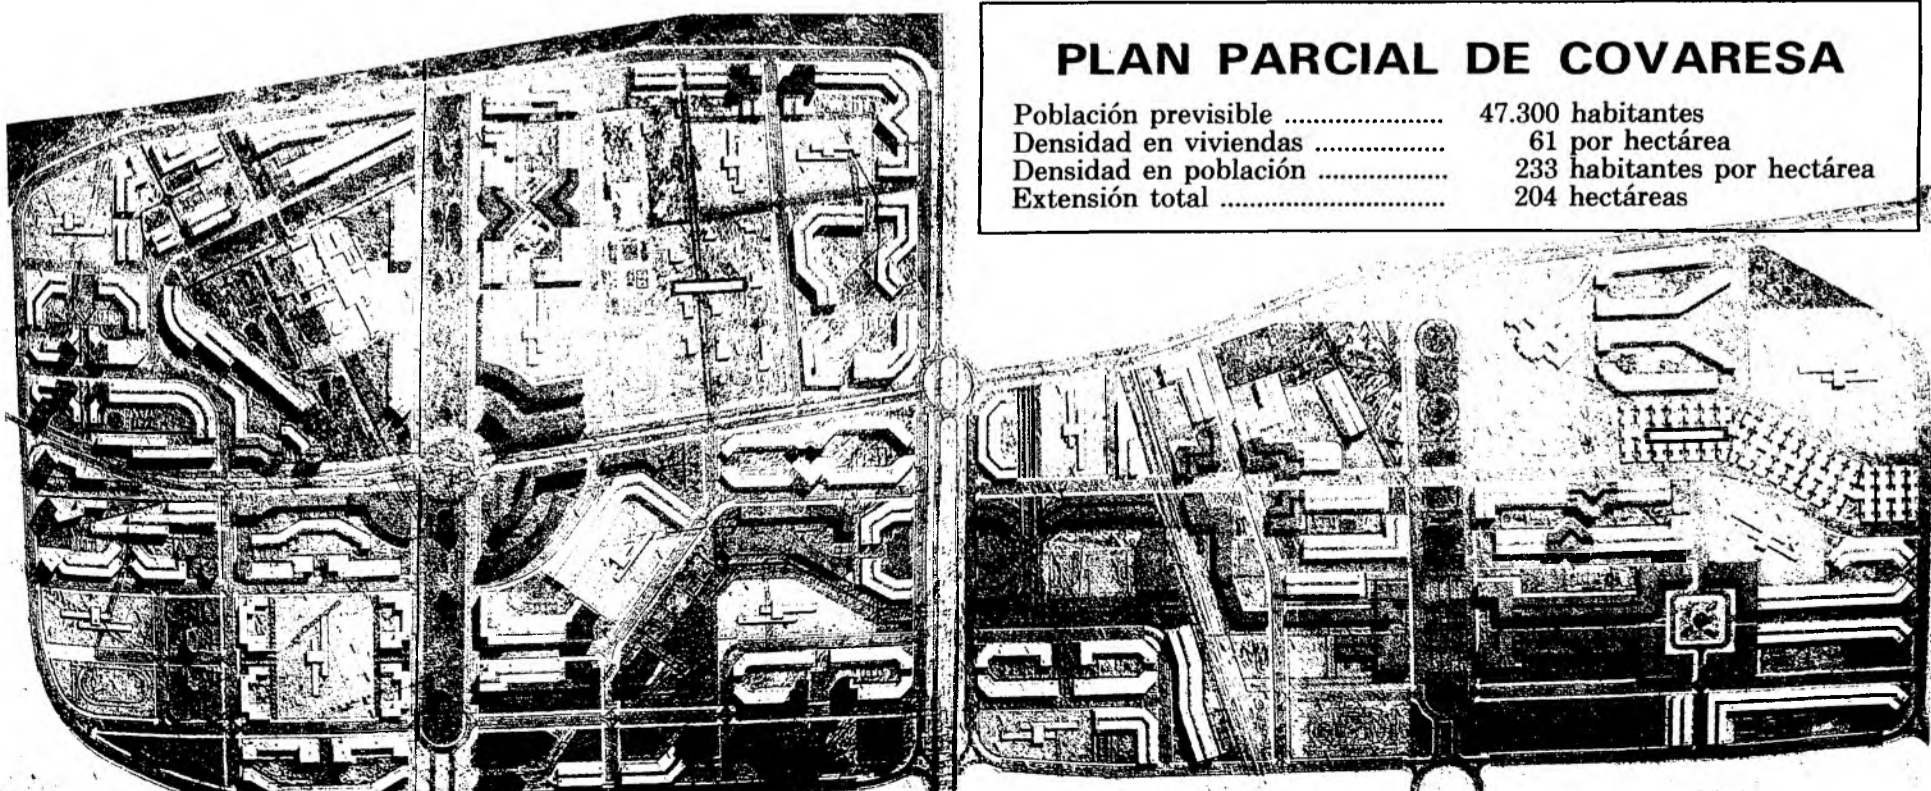 PLAN PARCIAL DE COVARESA
Población previsible ...................... 47.300 habitantes
Densidad en viviendas .................. 61 por hectárea
Densidad en población .................. 233 habitantes por hectárea
Extensión total ............................... 204 hectáreas